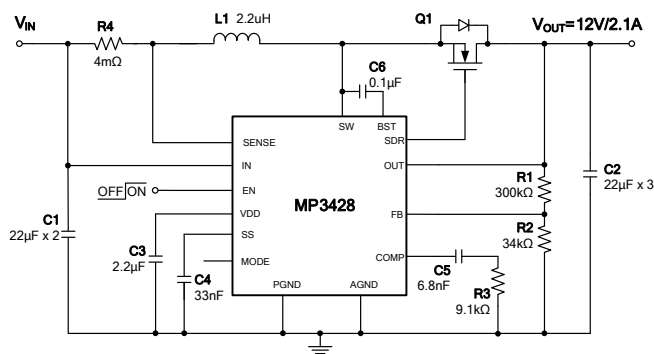 VIN
R4
4mΩ
L1 2.2uH
Q1
VOUT=12V/2.1A
C6
0.1µF
SW
BST
SENSE
SDR
IN
OUT
OFF ON
EN
R1
300kΩ
C2
22µF x 3
MP3428
VDD
FB
C1
22µF x 2
SS
R2
34kΩ
C3
2.2µF
MODE
COMP
C4
33nF
C5
6.8nF
R3
9.1kΩ
PGND
AGND